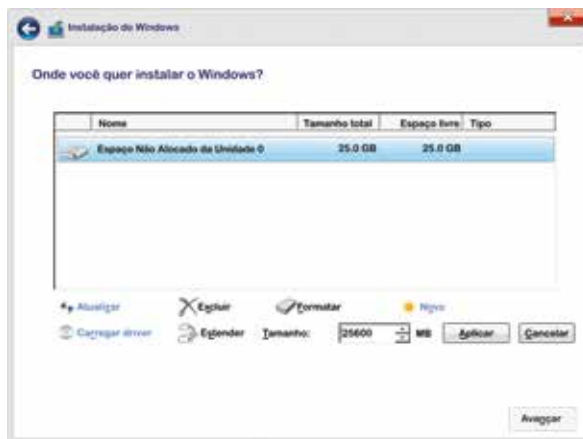 Instalação do Windows
Onde você quer instalar o Windows?
Nome Tamanho total Espaço livre Tipo
Espaço Não Alocado da Unidade 0 25.0 GB 25.0 GB
Atualizar Excluir Formatar Novo
Carregar driver Estender Tamanho: 25600 MB Aplicar Cancelar
Avançar